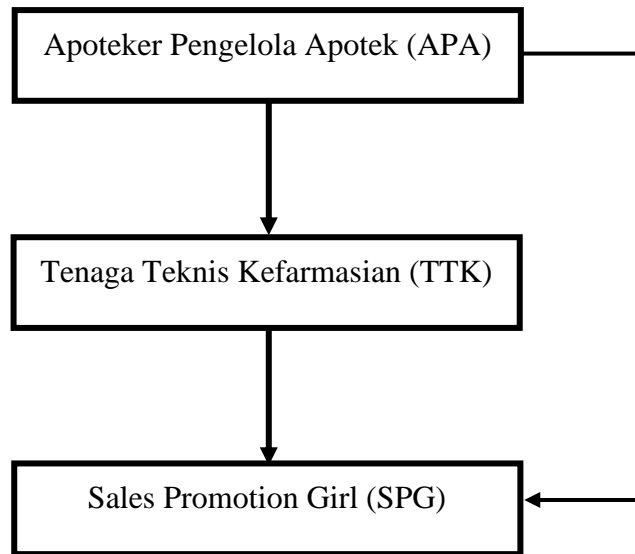 Apoteker Pengelola Apotek (APA)
Tenaga Teknis Kefarmasian (TTK)
Sales Promotion Girl (SPG)